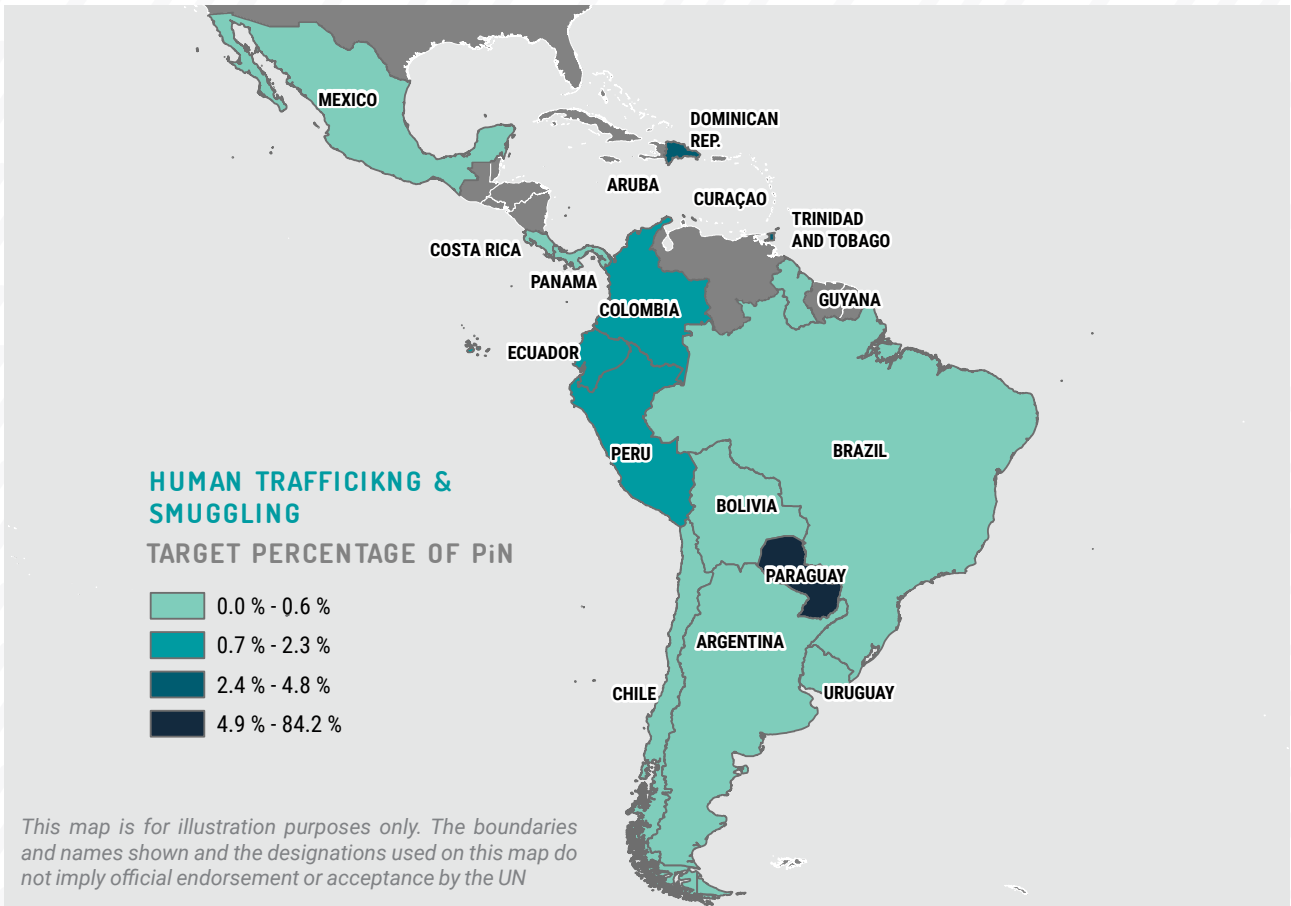 MEXICO
DOMINICAN
REP.
ARUBA
CURAÇAO
TRINIDAD
AND TOBAGO
COSTA RICA
PANAMA
GUYANA
COLOMBIA
ECUADOR
PERU
BRAZIL
BOLIVIA
PARAGUAY
ARGENTINA
CHILE
URUGUAY
HUMAN TRAFFICIKNG &
SMUGGLING
TARGET PERCENTAGE OF PiN
0.0 % - 0.6 %
0.7 % - 2.3 %
2.4 % - 4.8 %
4.9 % - 84.2 %
This map is for illustration purposes only. The boundaries
and names shown and the designations used on this map do
not imply official endorsement or acceptance by the UN